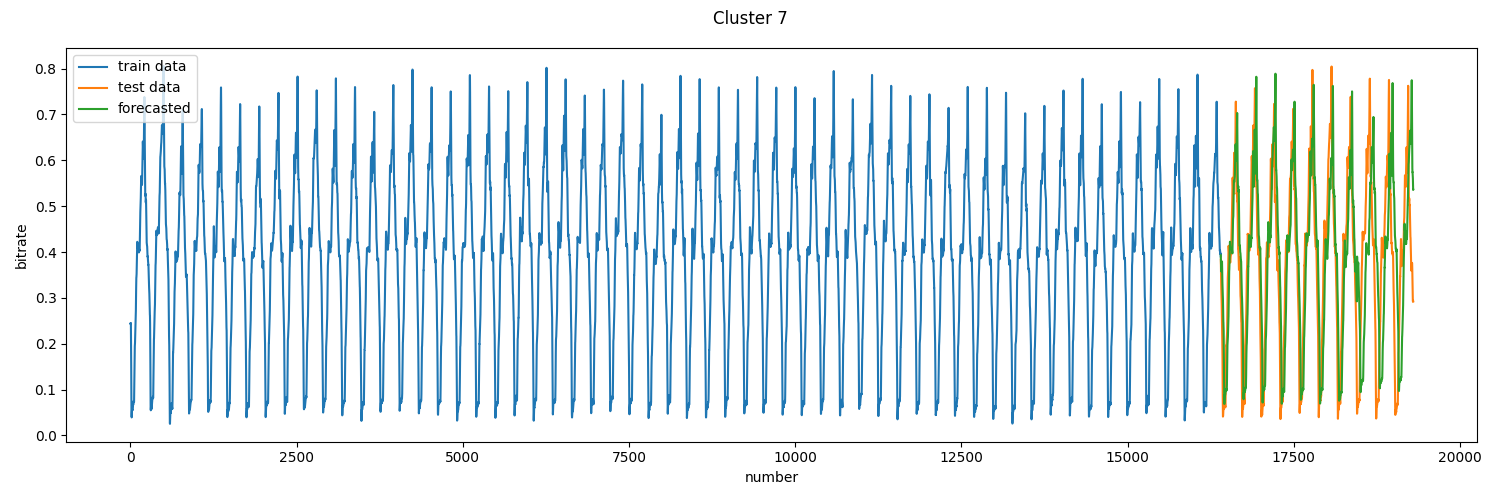 Cluster 7
train data
test data
forecasted
bitrate
0.8
0.7
0.6
0.5
0.4
0.3
0.2
0.1
0.0
0 2500 5000 7500 10000 12500 15000 17500 20000
number